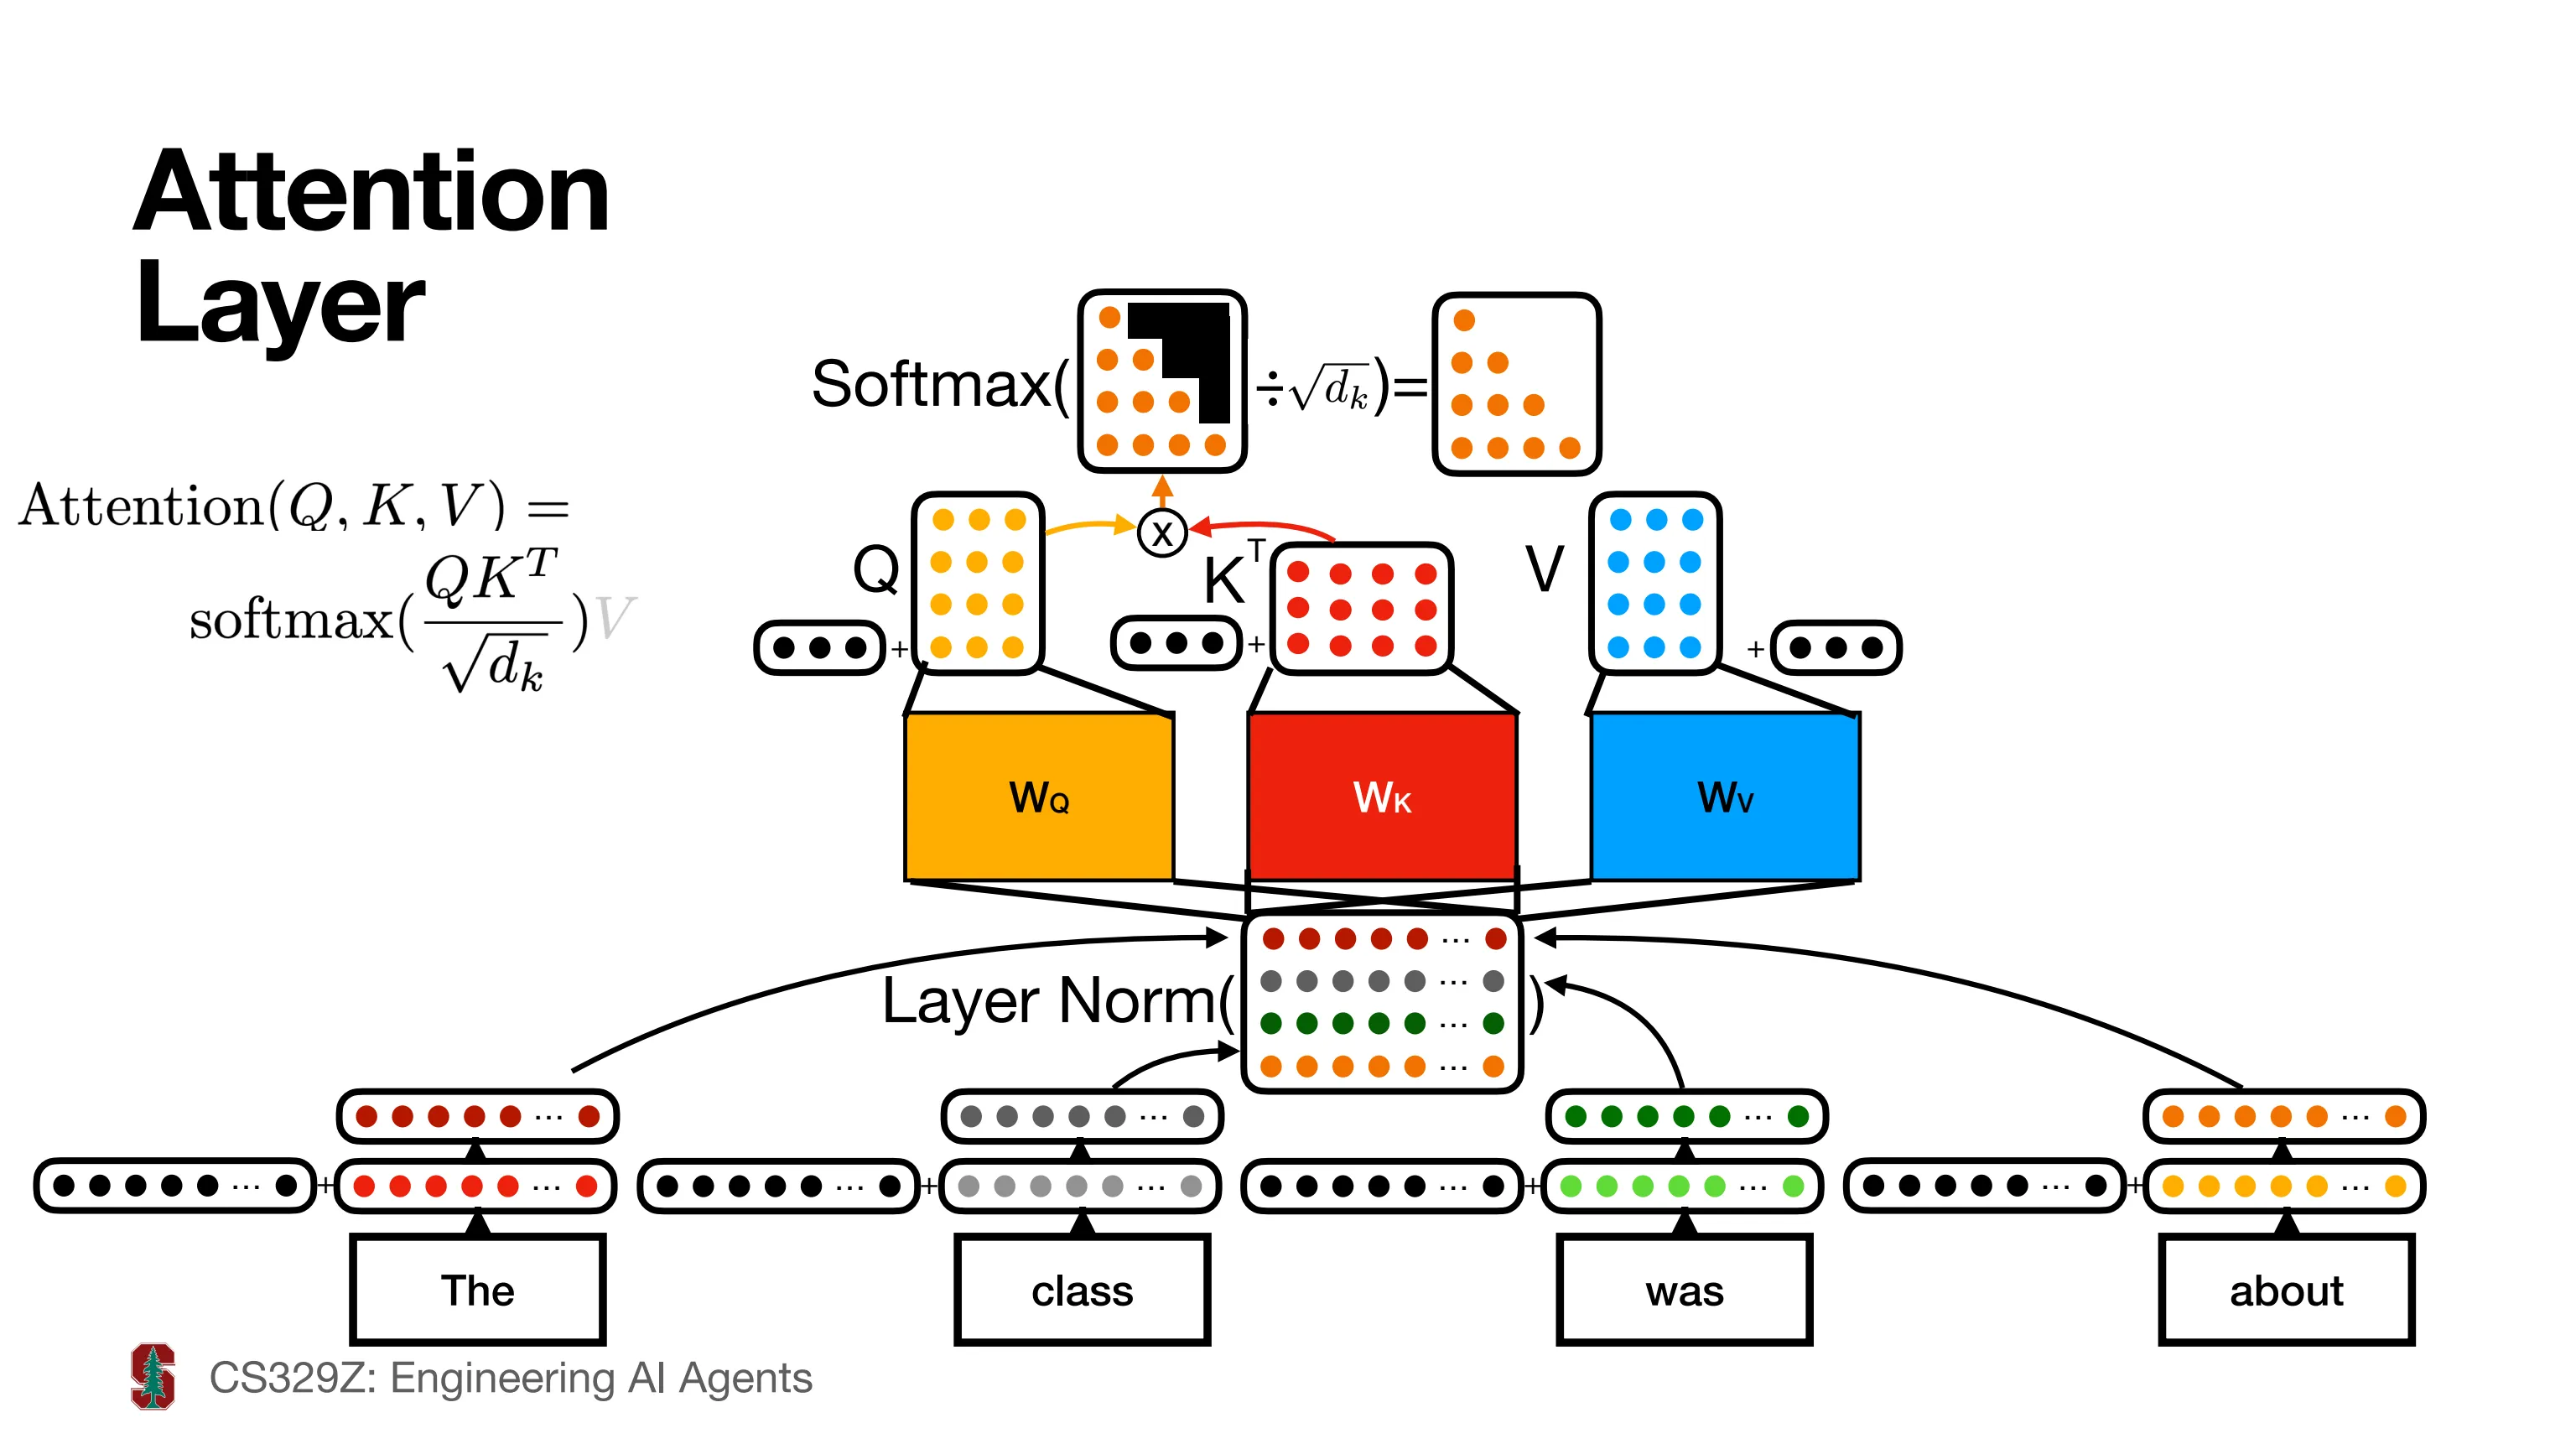 Attention
Layer
Attention(Q, K, V) =
softmax(QK^T / √d_k)V
Softmax( ÷√d_k)=
Q
K^T
V
+
+
+
x
W_Q
W_K
W_V
Layer Norm( ... ... ... ... )
... ... ... ...
... + ... ... + ... ... + ... ... + ...
The class was about
S
CS329Z: Engineering AI Agents